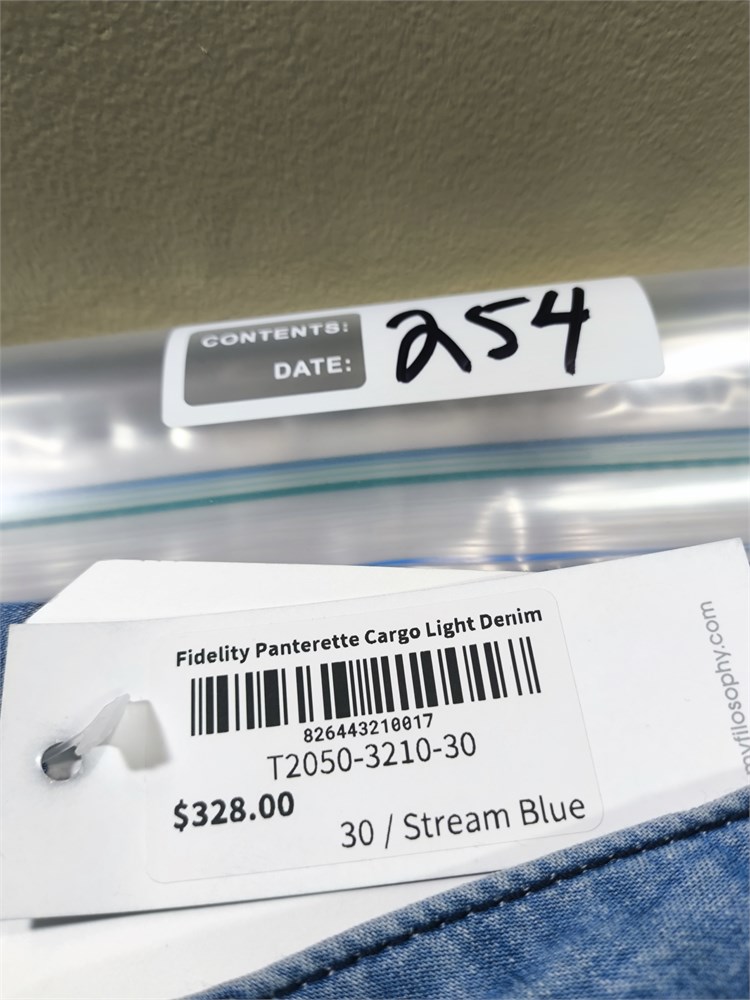 CONTENTS:
DATE:
254
Fidelity Panterette Cargo Light Denim
826443210017
T2050-3210-30
$328.00
30 / Stream Blue
myfilosophy.com